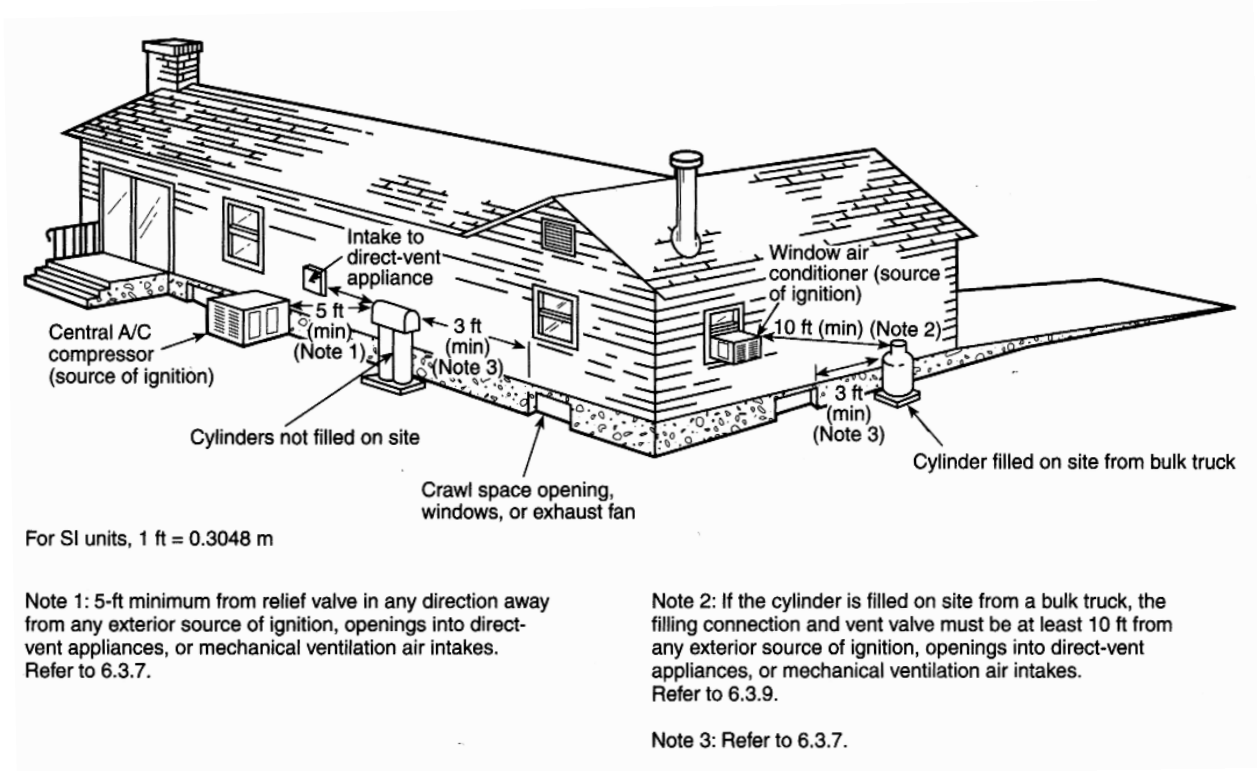 Intake to
direct-vent
appliance
Window air
conditioner (source
of ignition)
5 ft
(min)
(Note 1)
3 ft
(min)
(Note 3)
10 ft (min) (Note 2)
Central A/C
compressor
(source of ignition)
3 ft
(min)
(Note 3)
Cylinders not filled on site
Cylinder filled on site from bulk truck
Crawl space opening,
windows, or exhaust fan
For SI units, 1 ft = 0.3048 m
Note 1: 5-ft minimum from relief valve in any direction away
from any exterior source of ignition, openings into direct-
vent appliances, or mechanical ventilation air intakes.
Refer to 6.3.7.
Note 2: If the cylinder is filled on site from a bulk truck, the
filling connection and vent valve must be at least 10 ft from
any exterior source of ignition, openings into direct-vent
appliances, or mechanical ventilation air intakes.
Refer to 6.3.9.
Note 3: Refer to 6.3.7.